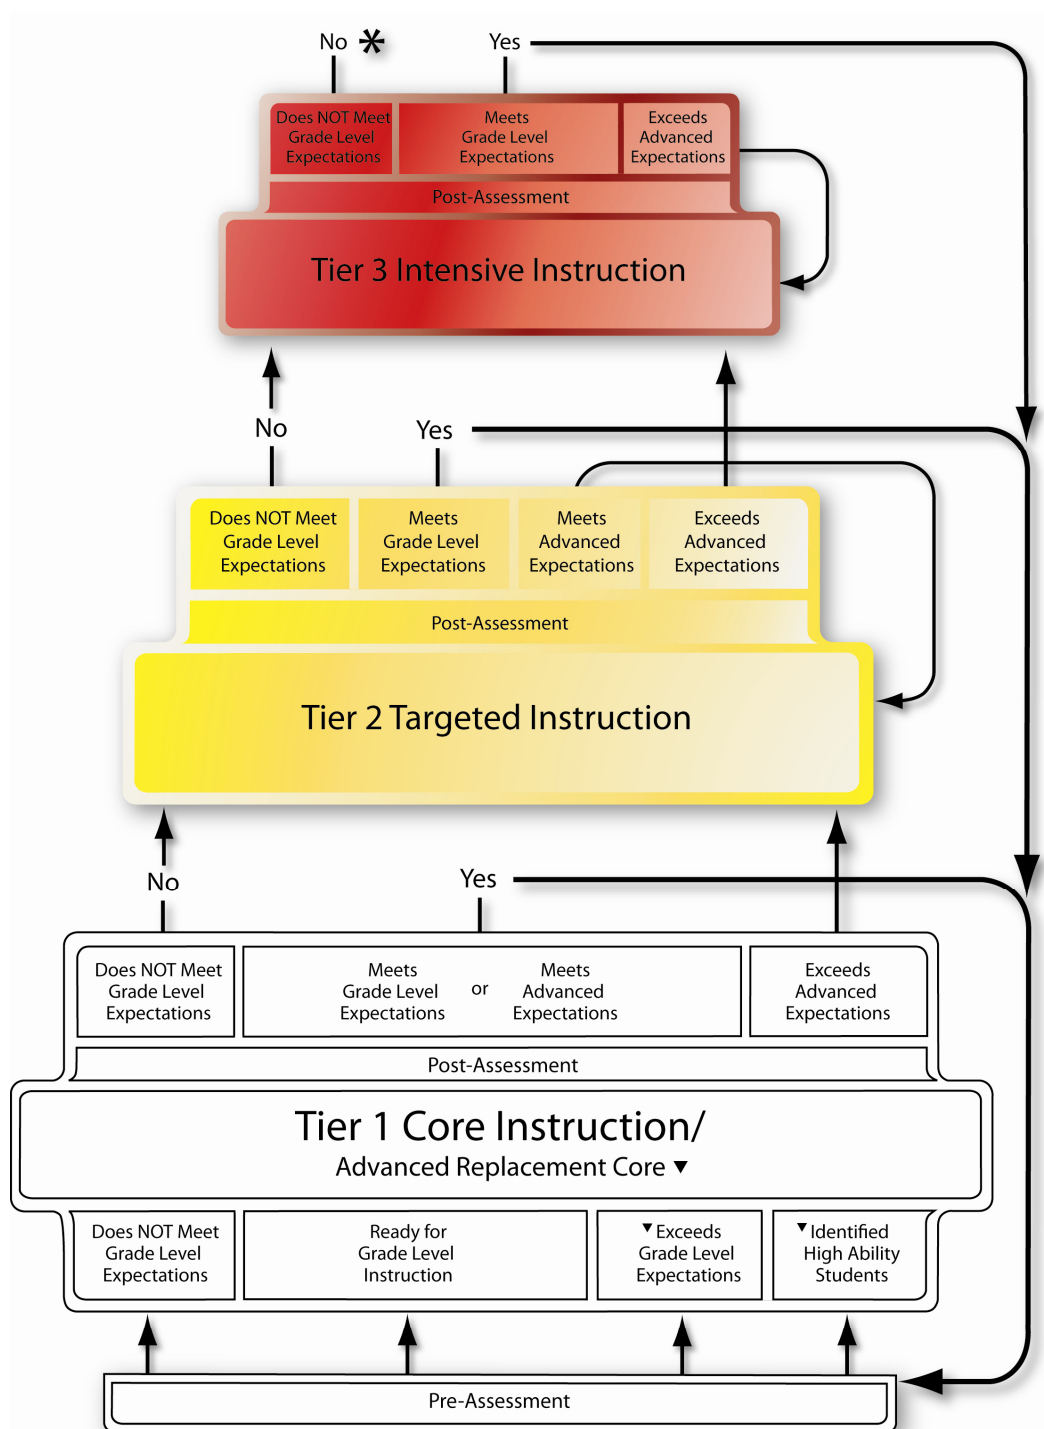 No *
Yes
Does NOT Meet
Grade Level
Expectations
Meets
Grade Level
Expectations
Exceeds
Advanced
Expectations
Post-Assessment
Tier 3 Intensive Instruction
No
Yes
Does NOT Meet
Grade Level
Expectations
Meets
Grade Level
Expectations
Meets
Advanced
Expectations
Exceeds
Advanced
Expectations
Post-Assessment
Tier 2 Targeted Instruction
No
Yes
Does NOT Meet
Grade Level
Expectations
Meets
Grade Level
Expectations
or
Meets
Advanced
Expectations
Exceeds
Advanced
Expectations
Post-Assessment
Tier 1 Core Instruction/
Advanced Replacement Core ▼
Does NOT Meet
Grade Level
Expectations
Ready for
Grade Level
Instruction
▼Exceeds
Grade Level
Expectations
▼Identified
High Ability
Students
Pre-Assessment